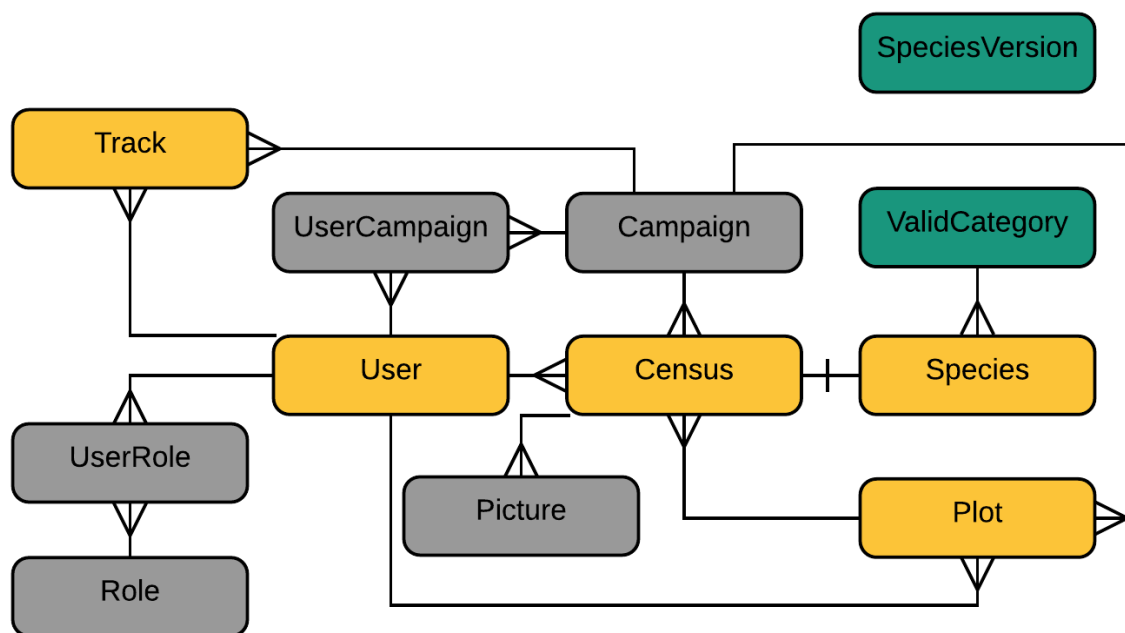 SpeciesVersion
Track
UserCampaign
Campaign
ValidCategory
User
Census
Species
UserRole
Picture
Plot
Role